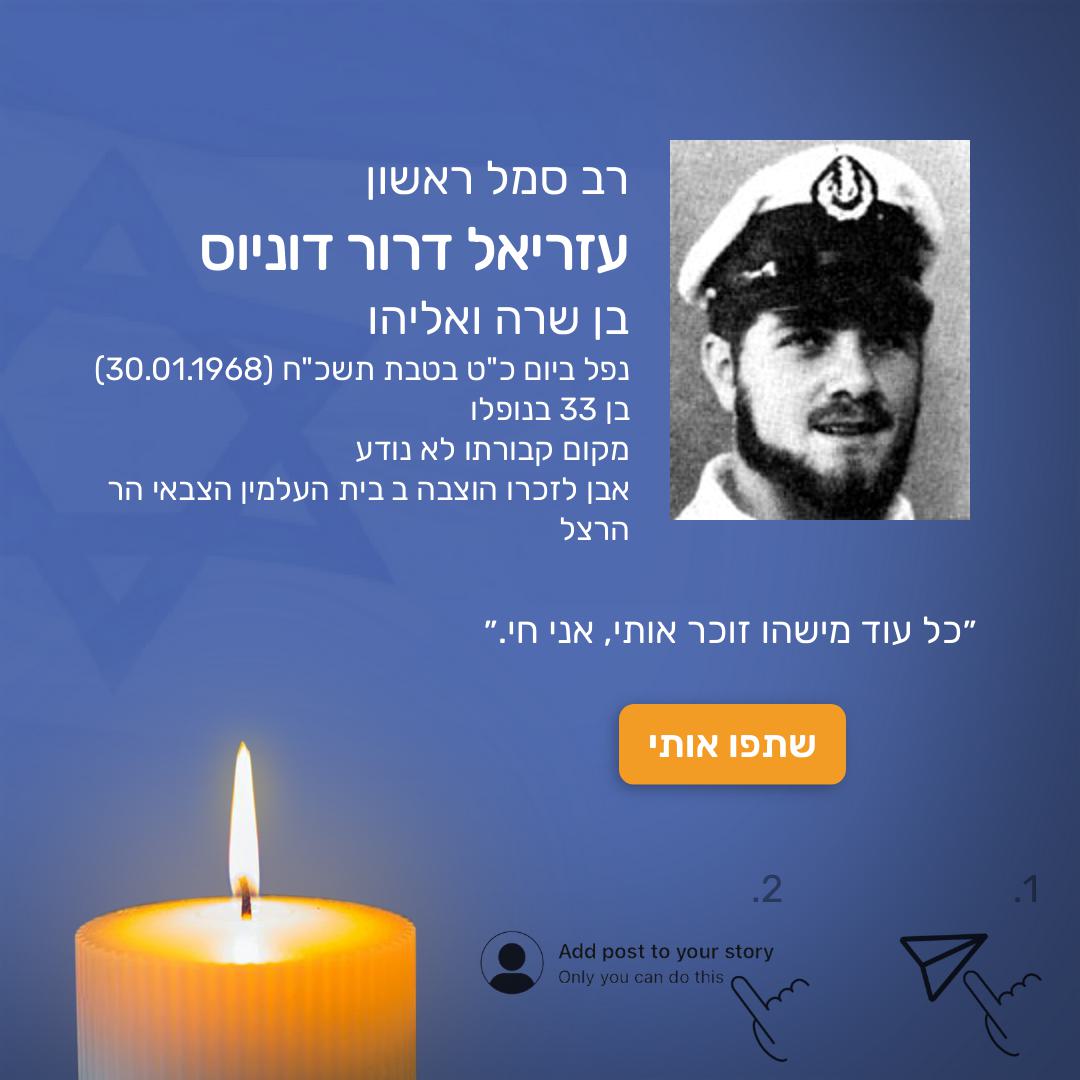 רב סמל ראשון
עזריאל דרור דוניוס
בן שרה ואליהו
נפל ביום כ"ט בטבת תשכ"ח (30.01.1968)
בן 33 בנופלו
מקום קבורתו לא נודע
אבן לזכרו הוצבה ב בית העלמין הצבאי הר
הרצל
״כל עוד מישהו זוכר אותי, אני חי.״
שתפו אותי
.1
.2
Add post to your story
Only you can do this